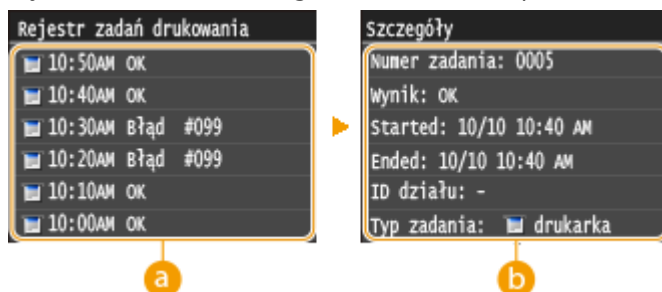 Rejestr zadań drukowania
10:50AM OK
10:40AM OK
10:30AM Błąd #099
10:20AM Błąd #099
10:10AM OK
10:00AM OK
a
Szczegóły
Numer zadania: 0005
Wynik: OK
Started: 10/10 10:40 AM
Ended: 10/10 10:40 AM
ID działu: -
Typ zadania: drukarka
b